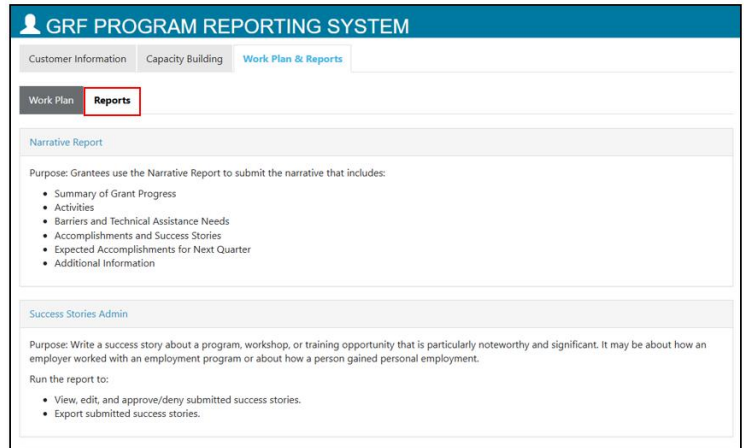 GRF PROGRAM REPORTING SYSTEM
Customer Information Capacity Building Work Plan & Reports
Work Plan Reports
Narrative Report
Purpose: Grantees use the Narrative Report to submit the narrative that includes:
• Summary of Grant Progress
• Activities
• Barriers and Technical Assistance Needs
• Accomplishments and Success Stories
• Expected Accomplishments for Next Quarter
• Additional Information
Success Stories Admin
Purpose: Write a success story about a program, workshop, or training opportunity that is particularly noteworthy and significant. It may be about how an
employer worked with an employment program or about how a person gained personal employment.
Run the report to:
• View, edit, and approve/deny submitted success stories.
• Export submitted success stories.